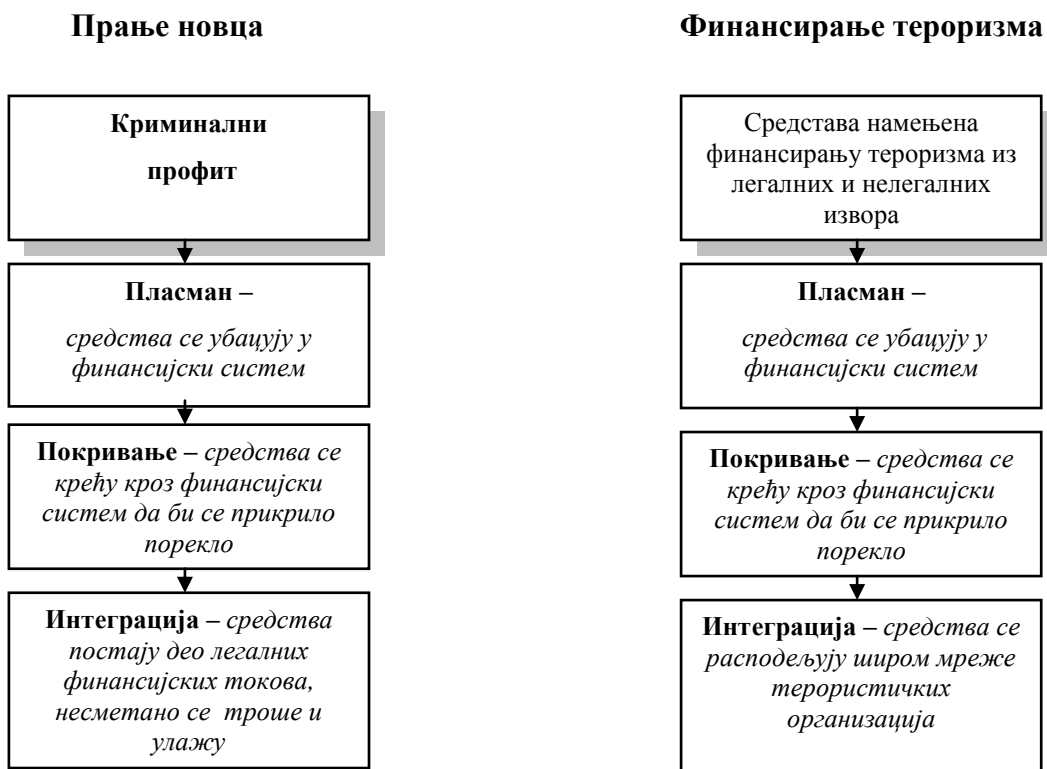 Прање новца
Криминални
профит
Пласман –
средства се убацују у
финансијски систем
Покривање – средства се
крећу кроз финансијски
систем да би се прикрило
порекло
Интеграција – средства
постају део легалних
финансијских токова,
несметано се троше и
улажу
Финансирање тероризма
Средстава намењена
финансирању тероризма из
легалних и нелегалних
извора
Пласман –
средства се убацују у
финансијски систем
Покривање – средства се
крећу кроз финансијски
систем да би се прикрило
порекло
Интеграција – средства се
расподељују широм мреже
терористичких
организација